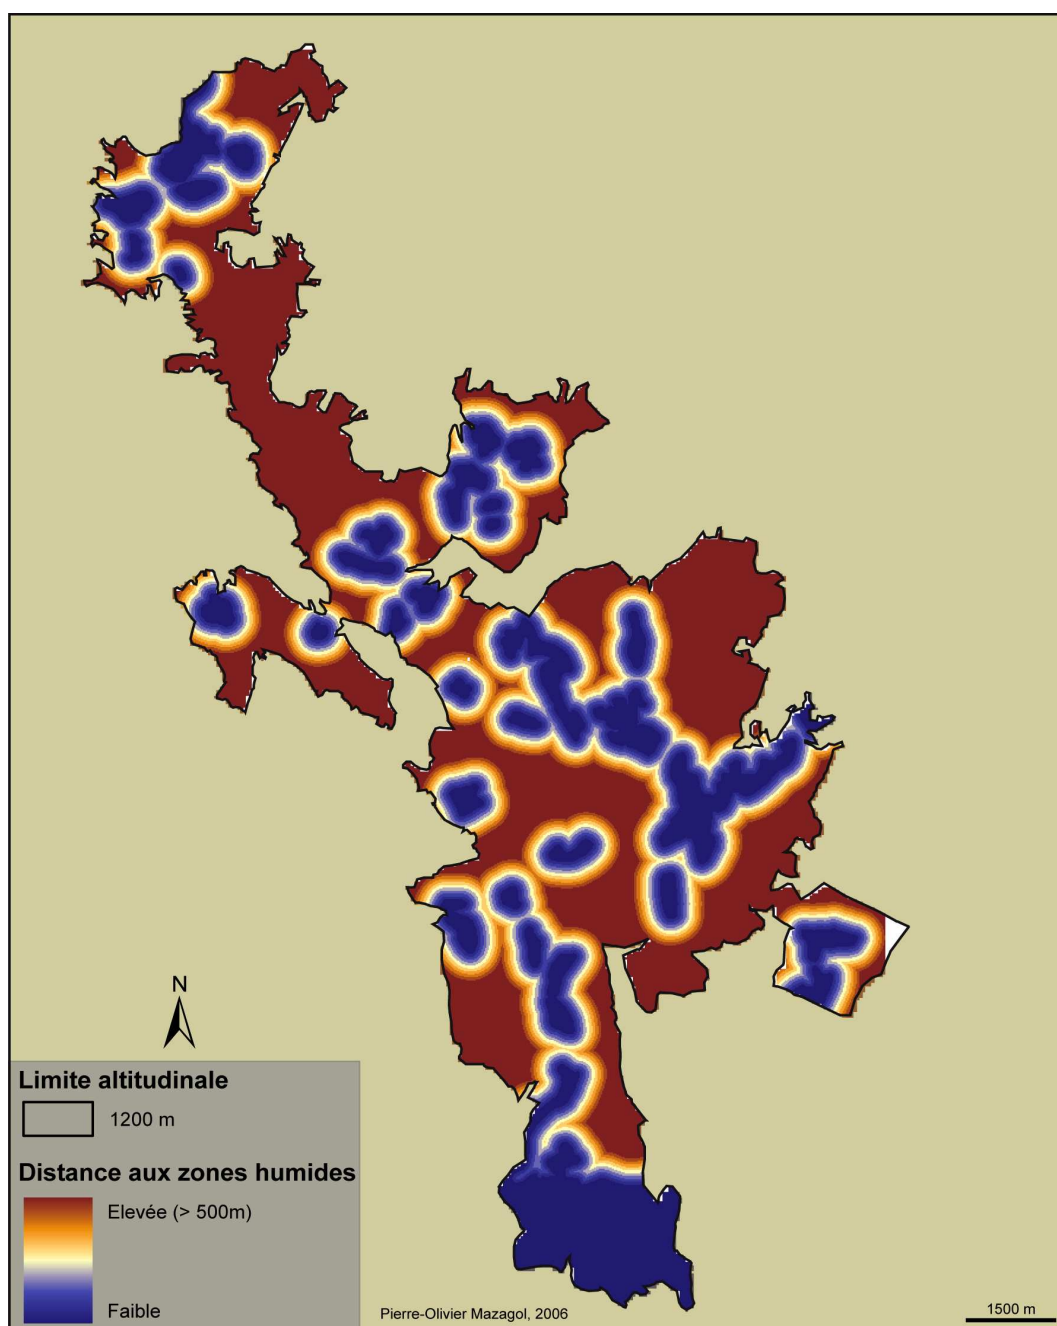 N
Limite altitudinale
1200 m
Distance aux zones humides
Elevée (> 500m)
Faible
Pierre-Olivier Mazagol, 2006
1500 m